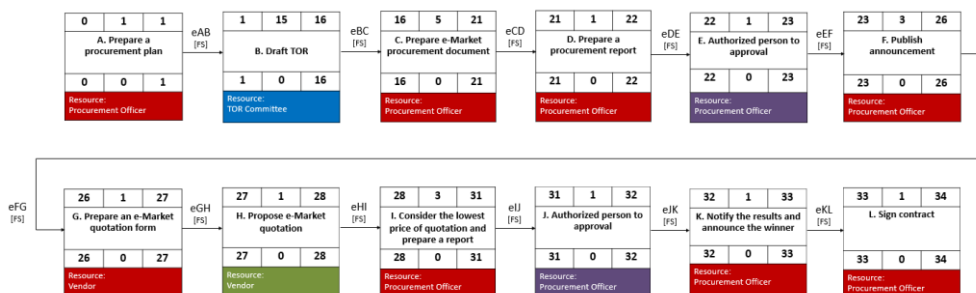 0 1 1
A. Prepare a
procurement plan
0 0 1
Resource:
Procurement Officer
eAB
[FS]
1 15 16
B. Draft TOR
1 0 16
Resource:
TOR Committee
eBC
[FS]
16 5 21
C. Prepare e-Market
procurement document
16 0 21
Resource:
Procurement Officer
eCD
[FS]
21 1 22
D. Prepare a
procurement report
21 0 22
Resource:
Procurement Officer
eDE
[FS]
22 1 23
E. Authorized person to
approval
22 0 23
Resource:
Procurement Officer
eEF
[FS]
23 3 26
F. Publish
announcement
23 0 26
Resource:
Procurement Officer
eFG
[FS]
26 1 27
G. Prepare an e-Market
quotation form
26 0 27
Resource:
Vendor
eGH
[FS]
27 1 28
H. Propose e-Market
quotation
27 0 28
Resource:
Vendor
eHI
[FS]
28 3 31
I. Consider the lowest
price of quotation and
prepare a report
28 0 31
Resource:
Procurement Officer
eIJ
[FS]
31 1 32
J. Authorized person to
approval
31 0 32
Resource:
Procurement Officer
eJK
[FS]
32 1 33
K. Notify the results and
announce the winner
32 0 33
Resource:
Procurement Officer
eKL
[FS]
33 1 34
L. Sign contract
33 0 34
Resource:
Procurement Officer